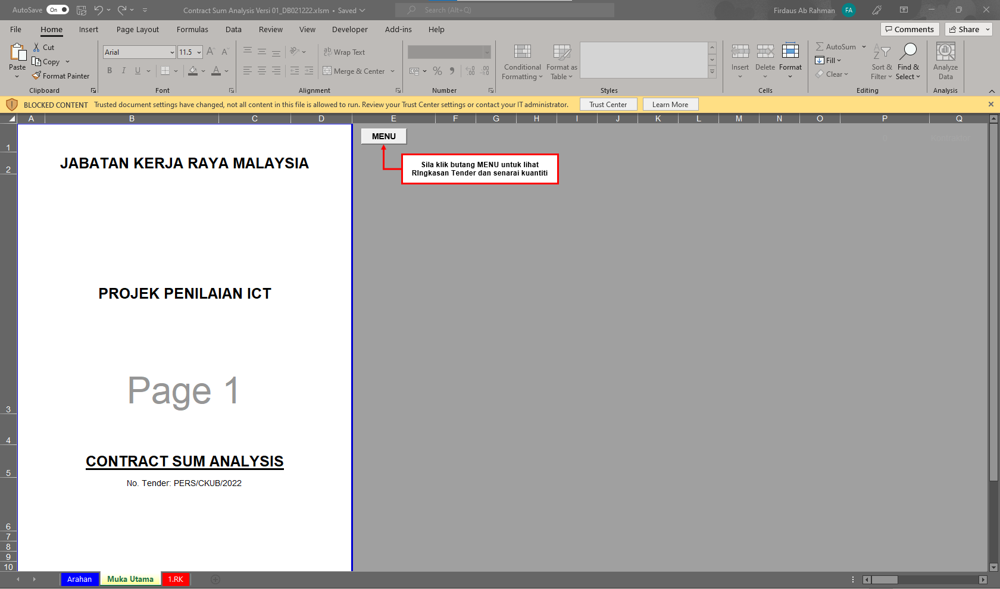 AutoSave On Contract Sum Analysis Versi 01_DB021222.xlsm • Saved Search (Alt+Q) Firdaus Ab Rahman FA
File Home Insert Page Layout Formulas Data Review View Developer Add-ins Help Comments Share
Paste
Cut
Copy
Format Painter
Clipboard
Arial 11.5 A A
B I U A
Font
ab Wrap Text
Merge & Center
Alignment
% 9 .00
Number
Conditional Formatting
Format as Table
Styles
Insert Delete Format
Cells
AutoSum
Fill
Clear
Sort & Filter
Find & Select
Editing
Analyze Data
Analysis
BLOCKED CONTENT Trusted document settings have changed, not all content in this file is allowed to run. Review your Trust Center settings or contact your IT administrator. Trust Center Learn More
A B C D E F G H I J K L M N O P Q
1
2
3
4
5
6
7
8
9
10
JABATAN KERJA RAYA MALAYSIA
PROJEK PENILAIAN ICT
Page 1
CONTRACT SUM ANALYSIS
No. Tender: PERS/CKUB/2022
MENU
Sila klik butang MENU untuk lihat
RIngkasan Tender dan senarai kuantiti
Arahan Muka Utama 1.RK